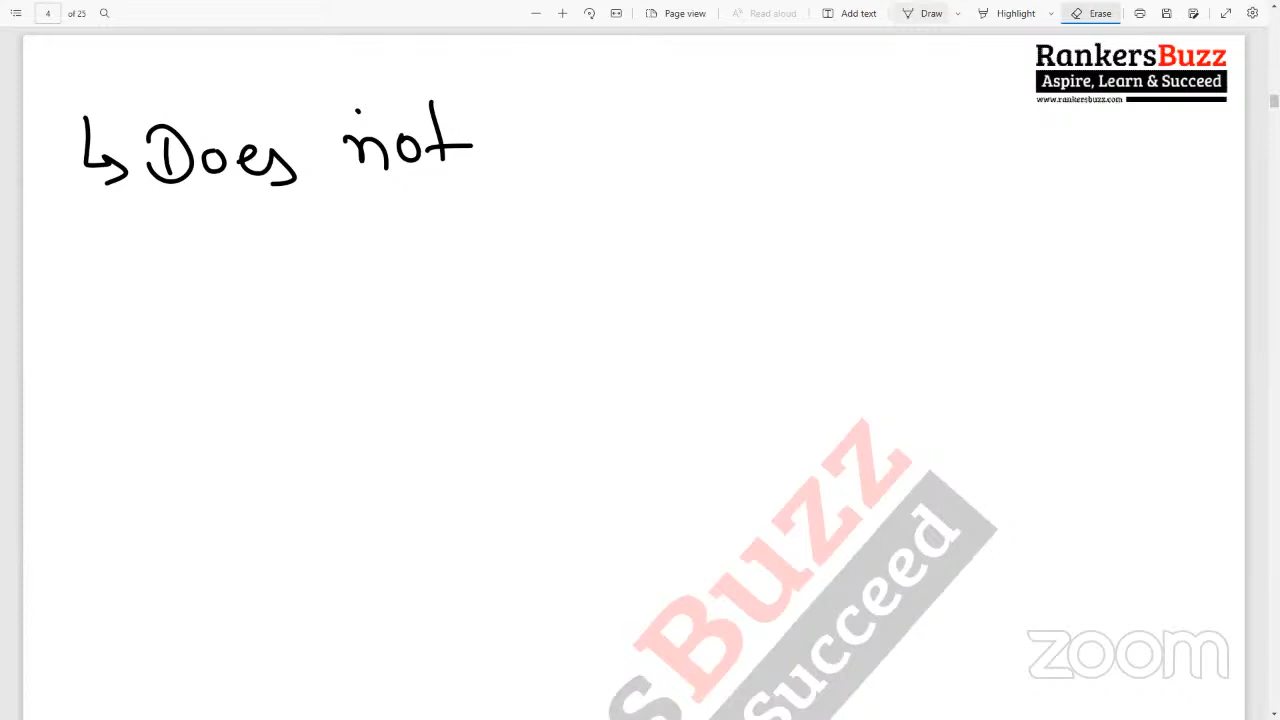 4 of 25 Page view Read aloud Add text Draw Highlight Erase
RankersBuzz
Aspire, Learn & Succeed
www.rankersbuzz.com
↳ Does not
sBuzz
succeed
zoom